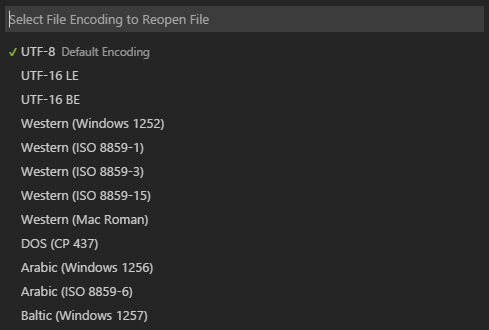 Select File Encoding to Reopen File
UTF-8 Default Encoding
UTF-16 LE
UTF-16 BE
Western (Windows 1252)
Western (ISO 8859-1)
Western (ISO 8859-3)
Western (ISO 8859-15)
Western (Mac Roman)
DOS (CP 437)
Arabic (Windows 1256)
Arabic (ISO 8859-6)
Baltic (Windows 1257)